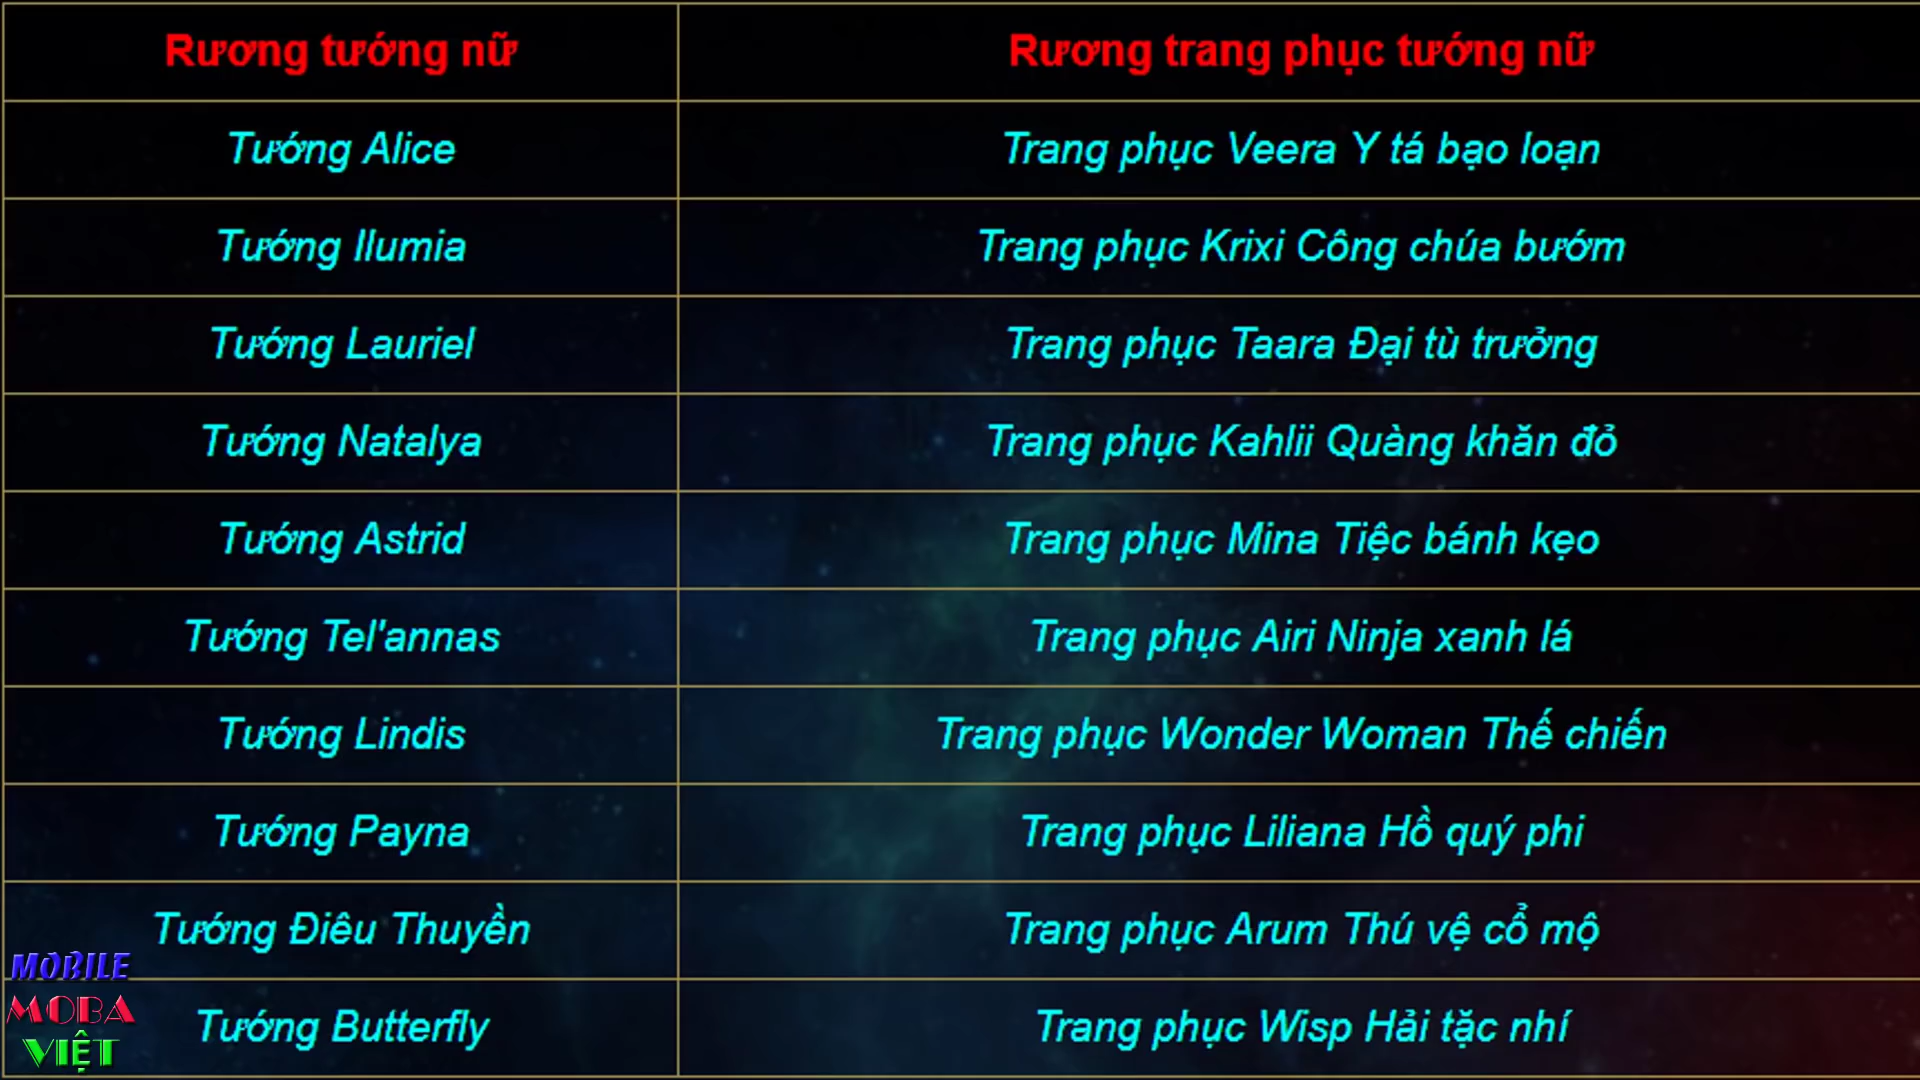 Rương tướng nữ Rương trang phục tướng nữ
Tướng Alice Trang phục Veera Y tá bạo loạn
Tướng Ilumia Trang phục Krixi Công chúa bướm
Tướng Lauriel Trang phục Taara Đại tù trưởng
Tướng Natalya Trang phục Kahlii Quàng khăn đỏ
Tướng Astrid Trang phục Mina Tiệc bánh kẹo
Tướng Tel'annas Trang phục Airi Ninja xanh lá
Tướng Lindis Trang phục Wonder Woman Thế chiến
Tướng Payna Trang phục Liliana Hồ quý phi
Tướng Điêu Thuyền Trang phục Arum Thú vệ cổ mộ
Tướng Butterfly Trang phục Wisp Hải tặc nhí
MOBILE
MOBA
VIỆT